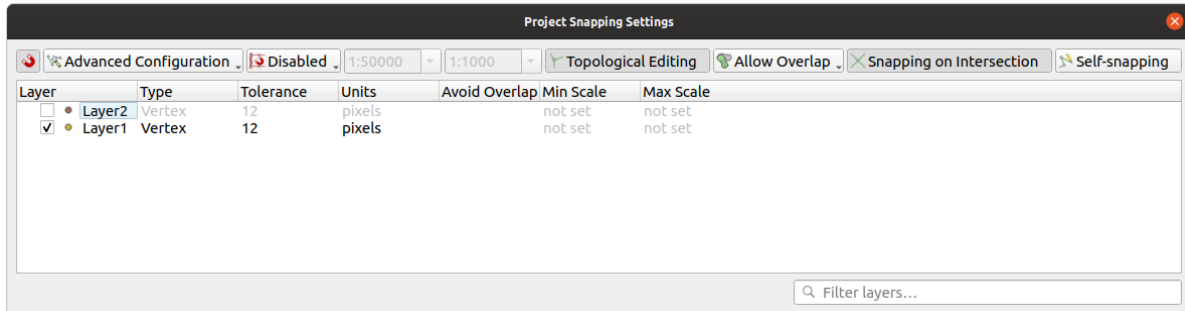 Project Snapping Settings
Advanced Configuration Disabled 1:50000 1:1000 Topological Editing Allow Overlap Snapping on Intersection Self-snapping
Layer Type Tolerance Units Avoid Overlap Min Scale Max Scale
Layer2 Vertex 12 pixels not set not set
Layer1 Vertex 12 pixels not set not set
Filter layers...